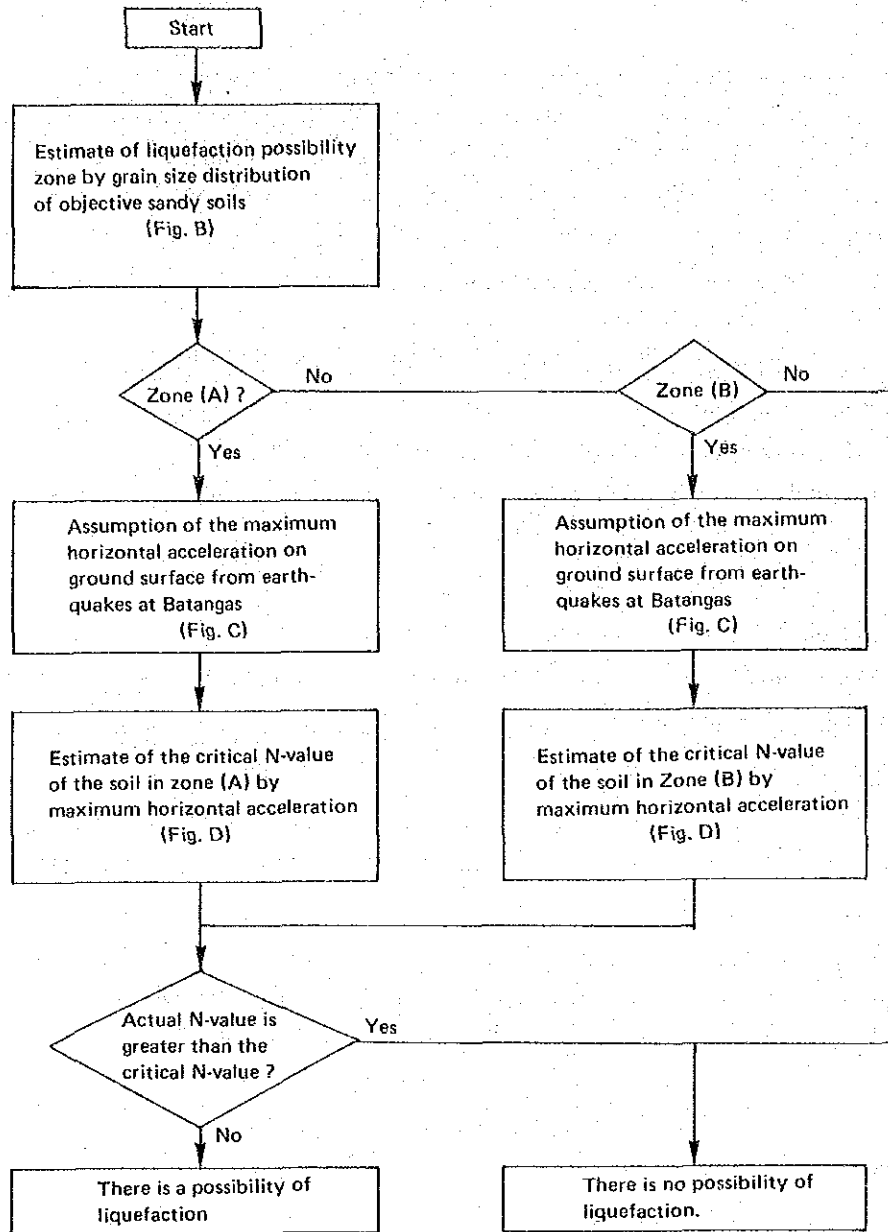 Start
Estimate of liquefaction possibility
zone by grain size distribution
of objective sandy soils
(Fig. B)
Zone (A) ?
No
Yes
Zone (B)
No
Yes
Assumption of the maximum
horizontal acceleration on
ground surface from earth-
quakes at Batangas
(Fig. C)
Assumption of the maximum
horizontal acceleration on
ground surface from earth-
quakes at Batangas
(Fig. C)
Estimate of the critical N-value
of the soil in zone (A) by
maximum horizontal acceleration
(Fig. D)
Estimate of the critical N-value
of the soil in Zone (B) by
maximum horizontal acceleration
(Fig. D)
Actual N-value is
greater than the
critical N-value ?
Yes
No
There is a possibility of
liquefaction
There is no possibility of
liquefaction.